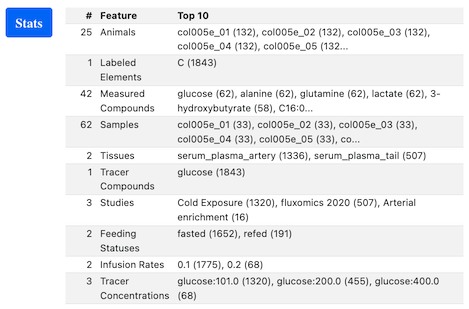 Stats
# Feature Top 10
25 Animals col005e_01 (132), col005e_02 (132), col005e_03 (132),
col005e_04 (132), col005e_05 (132...
1 Labeled C (1843)
Elements
42 Measured glucose (62), alanine (62), glutamine (62), lactate (62), 3-
Compounds hydroxybutyrate (58), C16:0...
62 Samples col005e_01 (33), col005e_02 (33), col005e_03 (33),
col005e_04 (33), col005e_05 (33), co...
2 Tissues serum_plasma_artery (1336), serum_plasma_tail (507)
1 Tracer glucose (1843)
Compounds
3 Studies Cold Exposure (1320), fluxomics 2020 (507), Arterial
enrichment (16)
2 Feeding fasted (1652), refed (191)
Statuses
2 Infusion Rates 0.1 (1775), 0.2 (68)
3 Tracer glucose:101.0 (1320), glucose:200.0 (455), glucose:400.0
Concentrations (68)